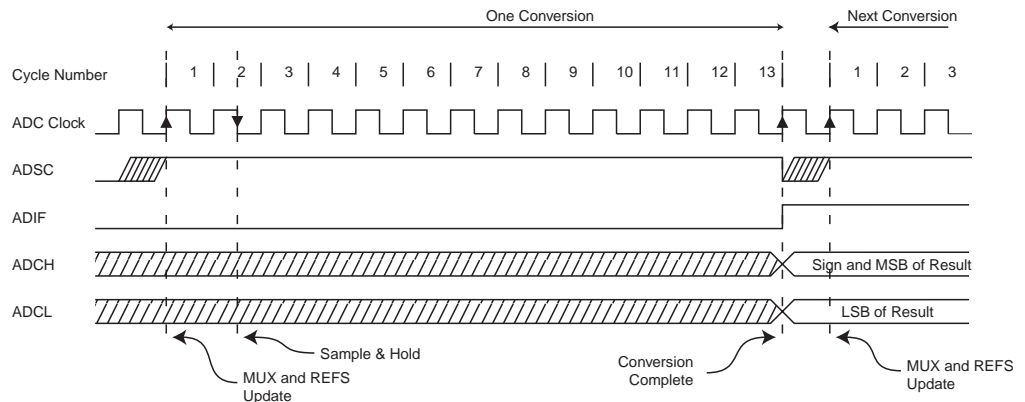 One Conversion
Next Conversion
Cycle Number 1 2 3 4 5 6 7 8 9 10 11 12 13 1 2 3
ADC Clock
ADSC
ADIF
ADCH
Sign and MSB of Result
ADCL
LSB of Result
MUX and REFS
Update
Sample & Hold
Conversion
Complete
MUX and REFS
Update